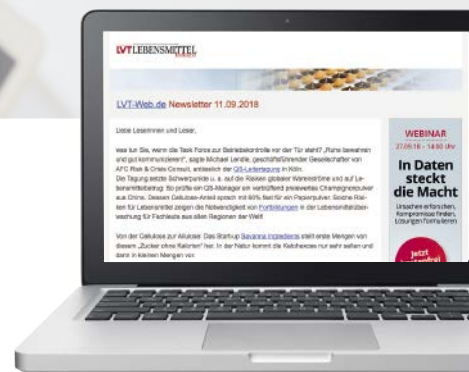 LVT LEBENSMITTEL
LVT-Web.de Newsletter 11.09.2018
Liebe Leserinnen und Leser,
was tun Sie, wenn die Task Force zur Betriebskontrolle vor der Tür steht? „Ruhe bewahren
und gut kommunizieren!", sagte Michael Lendle, geschäftsführender Gesellschafter von
AFC Risk & Crisis Consult, anlässlich der QS-Leitertagung in Köln.
Die Tagung setzte Schwerpunkte u. a. auf die Risiken globaler Warenströme und auf Le-
bensmittelbetrug: So prüfte ein QS-Manager ein verblüffend preiswertes Champignonpulver
aus China. Dessen Cellulose-Anteil sprach mit 60% fast für ein Papierpulver. Solche Risi-
ken für Lebensmittel zeigen die Notwendigkeit von Fortbildungen in der Lebensmittelüber-
wachung für Fachleute aus allen Regionen der Welt!
Von der Cellulose zur Allulose: Das Startup Savanna Ingredients stellt erste Mengen von
diesem „Zucker ohne Kalorien" her. In der Natur kommt die Ketohexose nur sehr selten und
dann in kleinen Mengen vor.
WEBINAR
27.09.18 – 14:00 Uhr
In Daten
steckt
die Macht
Ursachen erforschen,
Kompromisse finden,
Lösungen formulieren
Jetzt